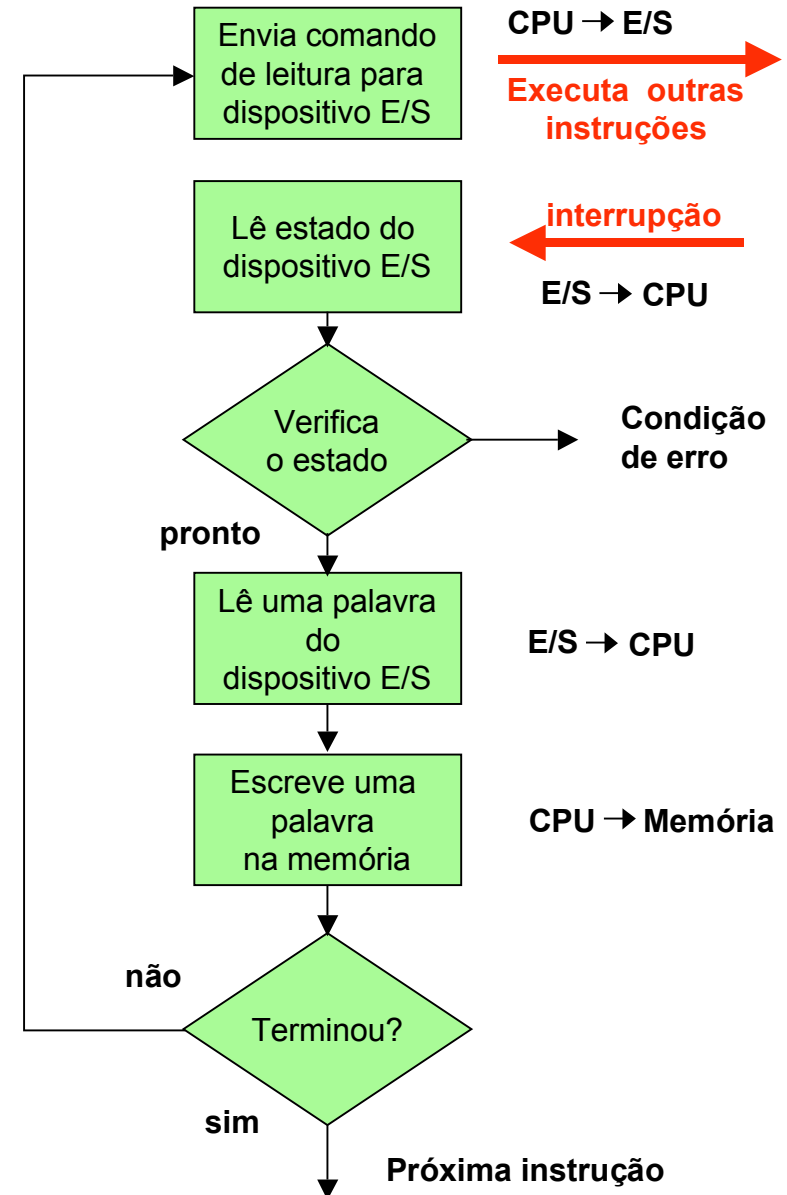 Envia comando
de leitura para
dispositivo E/S
CPU → E/S
Executa outras
instruções
Lê estado do
dispositivo E/S
interrupção
E/S → CPU
Verifica
o estado
Condição
de erro
pronto
Lê uma palavra
do
dispositivo E/S
E/S → CPU
Escreve uma
palavra
na memória
CPU → Memória
não
Terminou?
sim
Próxima instrução